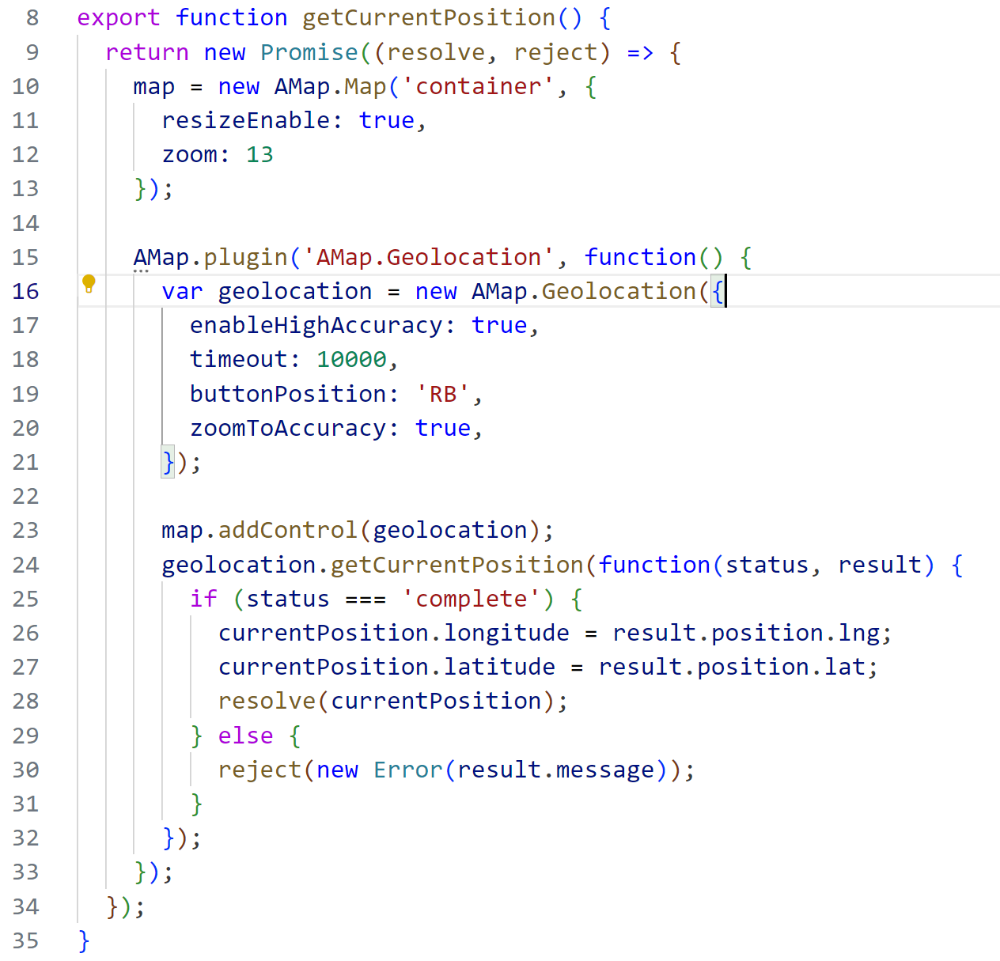 8 export function getCurrentPosition() {
9   return new Promise((resolve, reject) => {
10     map = new AMap.Map('container', {
11       resizeEnable: true,
12       zoom: 13
13     });
14
15     AMap.plugin('AMap.Geolocation', function() {
16       var geolocation = new AMap.Geolocation({
17         enableHighAccuracy: true,
18         timeout: 10000,
19         buttonPosition: 'RB',
20         zoomToAccuracy: true,
21       });
22
23       map.addControl(geolocation);
24       geolocation.getCurrentPosition(function(status, result) {
25         if (status === 'complete') {
26           currentPosition.longitude = result.position.lng;
27           currentPosition.latitude = result.position.lat;
28           resolve(currentPosition);
29         } else {
30           reject(new Error(result.message));
31         }
32       });
33     });
34   });
35 }